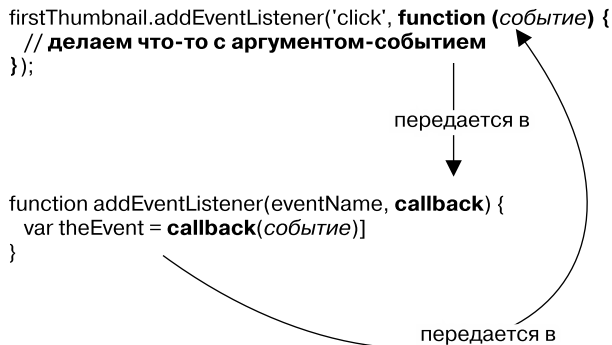 firstThumbnail.addEventListener('click', function (событие) {
  // делаем что-то с аргументом-событием
});
передается в
function addEventListener(eventName, callback) {
  var theEvent = callback(событие)]
}
передается в